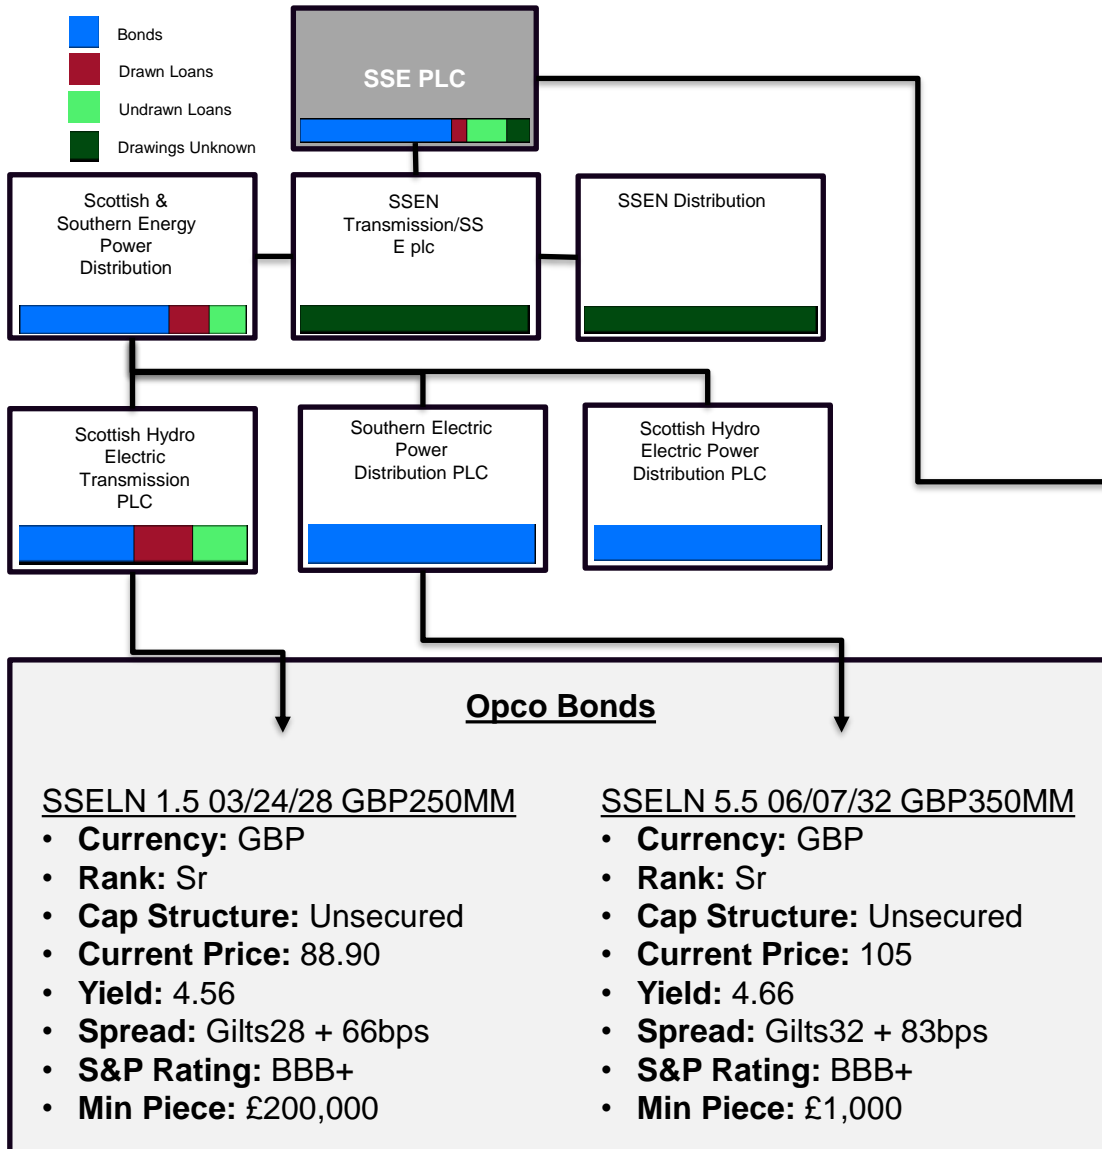 Bonds
Drawn Loans
Undrawn Loans
Drawings Unknown
SSE PLC
Scottish &
Southern Energy
Power
Distribution
SSEN
Transmission/SS
E plc
SSEN Distribution
Scottish Hydro
Electric
Transmission
PLC
Southern Electric
Power
Distribution PLC
Scottish Hydro
Electric Power
Distribution PLC
Opco Bonds
SSELN 1.5 03/24/28 GBP250MM
• Currency: GBP
• Rank: Sr
• Cap Structure: Unsecured
• Current Price: 88.90
• Yield: 4.56
• Spread: Gilts28 + 66bps
• S&P Rating: BBB+
• Min Piece: £200,000
SSELN 5.5 06/07/32 GBP350MM
• Currency: GBP
• Rank: Sr
• Cap Structure: Unsecured
• Current Price: 105
• Yield: 4.66
• Spread: Gilts32 + 83bps
• S&P Rating: BBB+
• Min Piece: £1,000